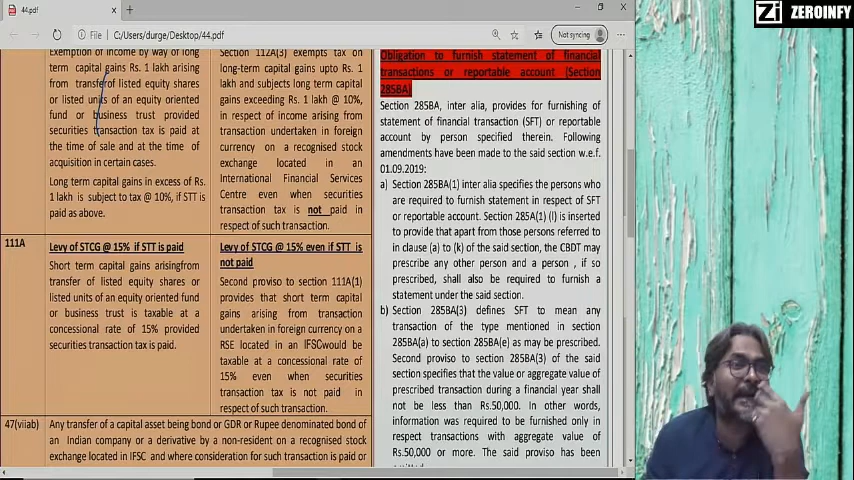 44.pdf
ZEROINFY
File
C:/Users/durge/Desktop/44.pdf
Not syncing
Exemption of income by way of long
term capital gains Rs. 1 lakh arising
from transferof listed equity shares
or listed units of an equity oriented
fund or business trust provided
securities transaction tax is paid at
the time of sale and at the time of
acquisition in certain cases.
Long term capital gains in excess of Rs.
1 lakh is subject to tax @ 10%, if STT is
paid as above.
Section 112A(3) exempts tax on
long-term capital gains upto Rs. 1
lakh and subjects long term capital
gains exceeding Rs. 1 lakh @ 10%,
in respect of income arising from
transaction undertaken in foreign
currency on a recognised stock
exchange located in an
International Financial Services
Centre even when securities
transaction tax is not paid in
respect of such transaction.
111A
Levy of STCG @ 15% if STT is paid
Short term capital gains arisingfrom
transfer of listed equity shares or
listed units of an equity oriented fund
or business trust is taxable at a
concessional rate of 15% provided
securities transaction tax is paid.
Levy of STCG @ 15% even if STT is
not paid
Second proviso to section 111A(1)
provides that short term capital
gains arising from transaction
undertaken in foreign currency on a
RSE located in an IFSCwould be
taxable at a concessional rate of
15% even when securities
transaction tax is not paid in
respect of such transaction.
47(viiab)
Any transfer of a capital asset being bond or GDR or Rupee denominated bond of
an Indian company or a derivative by a non-resident on a recognised stock
exchange located in IFSC and where consideration for such transaction is paid or
Obligation to furnish statement of financial
transactions or reportable account (Section
285BA)
Section 285BA, inter alia, provides for furnishing of
statement of financial transaction (SFT) or reportable
account by person specified therein. Following
amendments have been made to the said section w.e.f.
01.09.2019:
a) Section 285BA(1) inter alia specifies the persons who
are required to furnish statement in respect of SFT
or reportable account. Section 285A(1) (l) is inserted
to provide that apart from those persons referred to
in clause (a) to (k) of the said section, the CBDT may
prescribe any other person and a person , if so
prescribed, shall also be required to furnish a
statement under the said section.
b) Section 285BA(3) defines SFT to mean any
transaction of the type mentioned in section
285BA(a) to section 285BA(e) as may be prescribed.
Second proviso to section 285BA(3) of the said
section specifies that the value or aggregate value of
prescribed transaction during a financial year shall
not be less than Rs.50,000. In other words,
information was required to be furnished only in
respect transactions with aggregate value of
Rs.50,000 or more. The said proviso has been